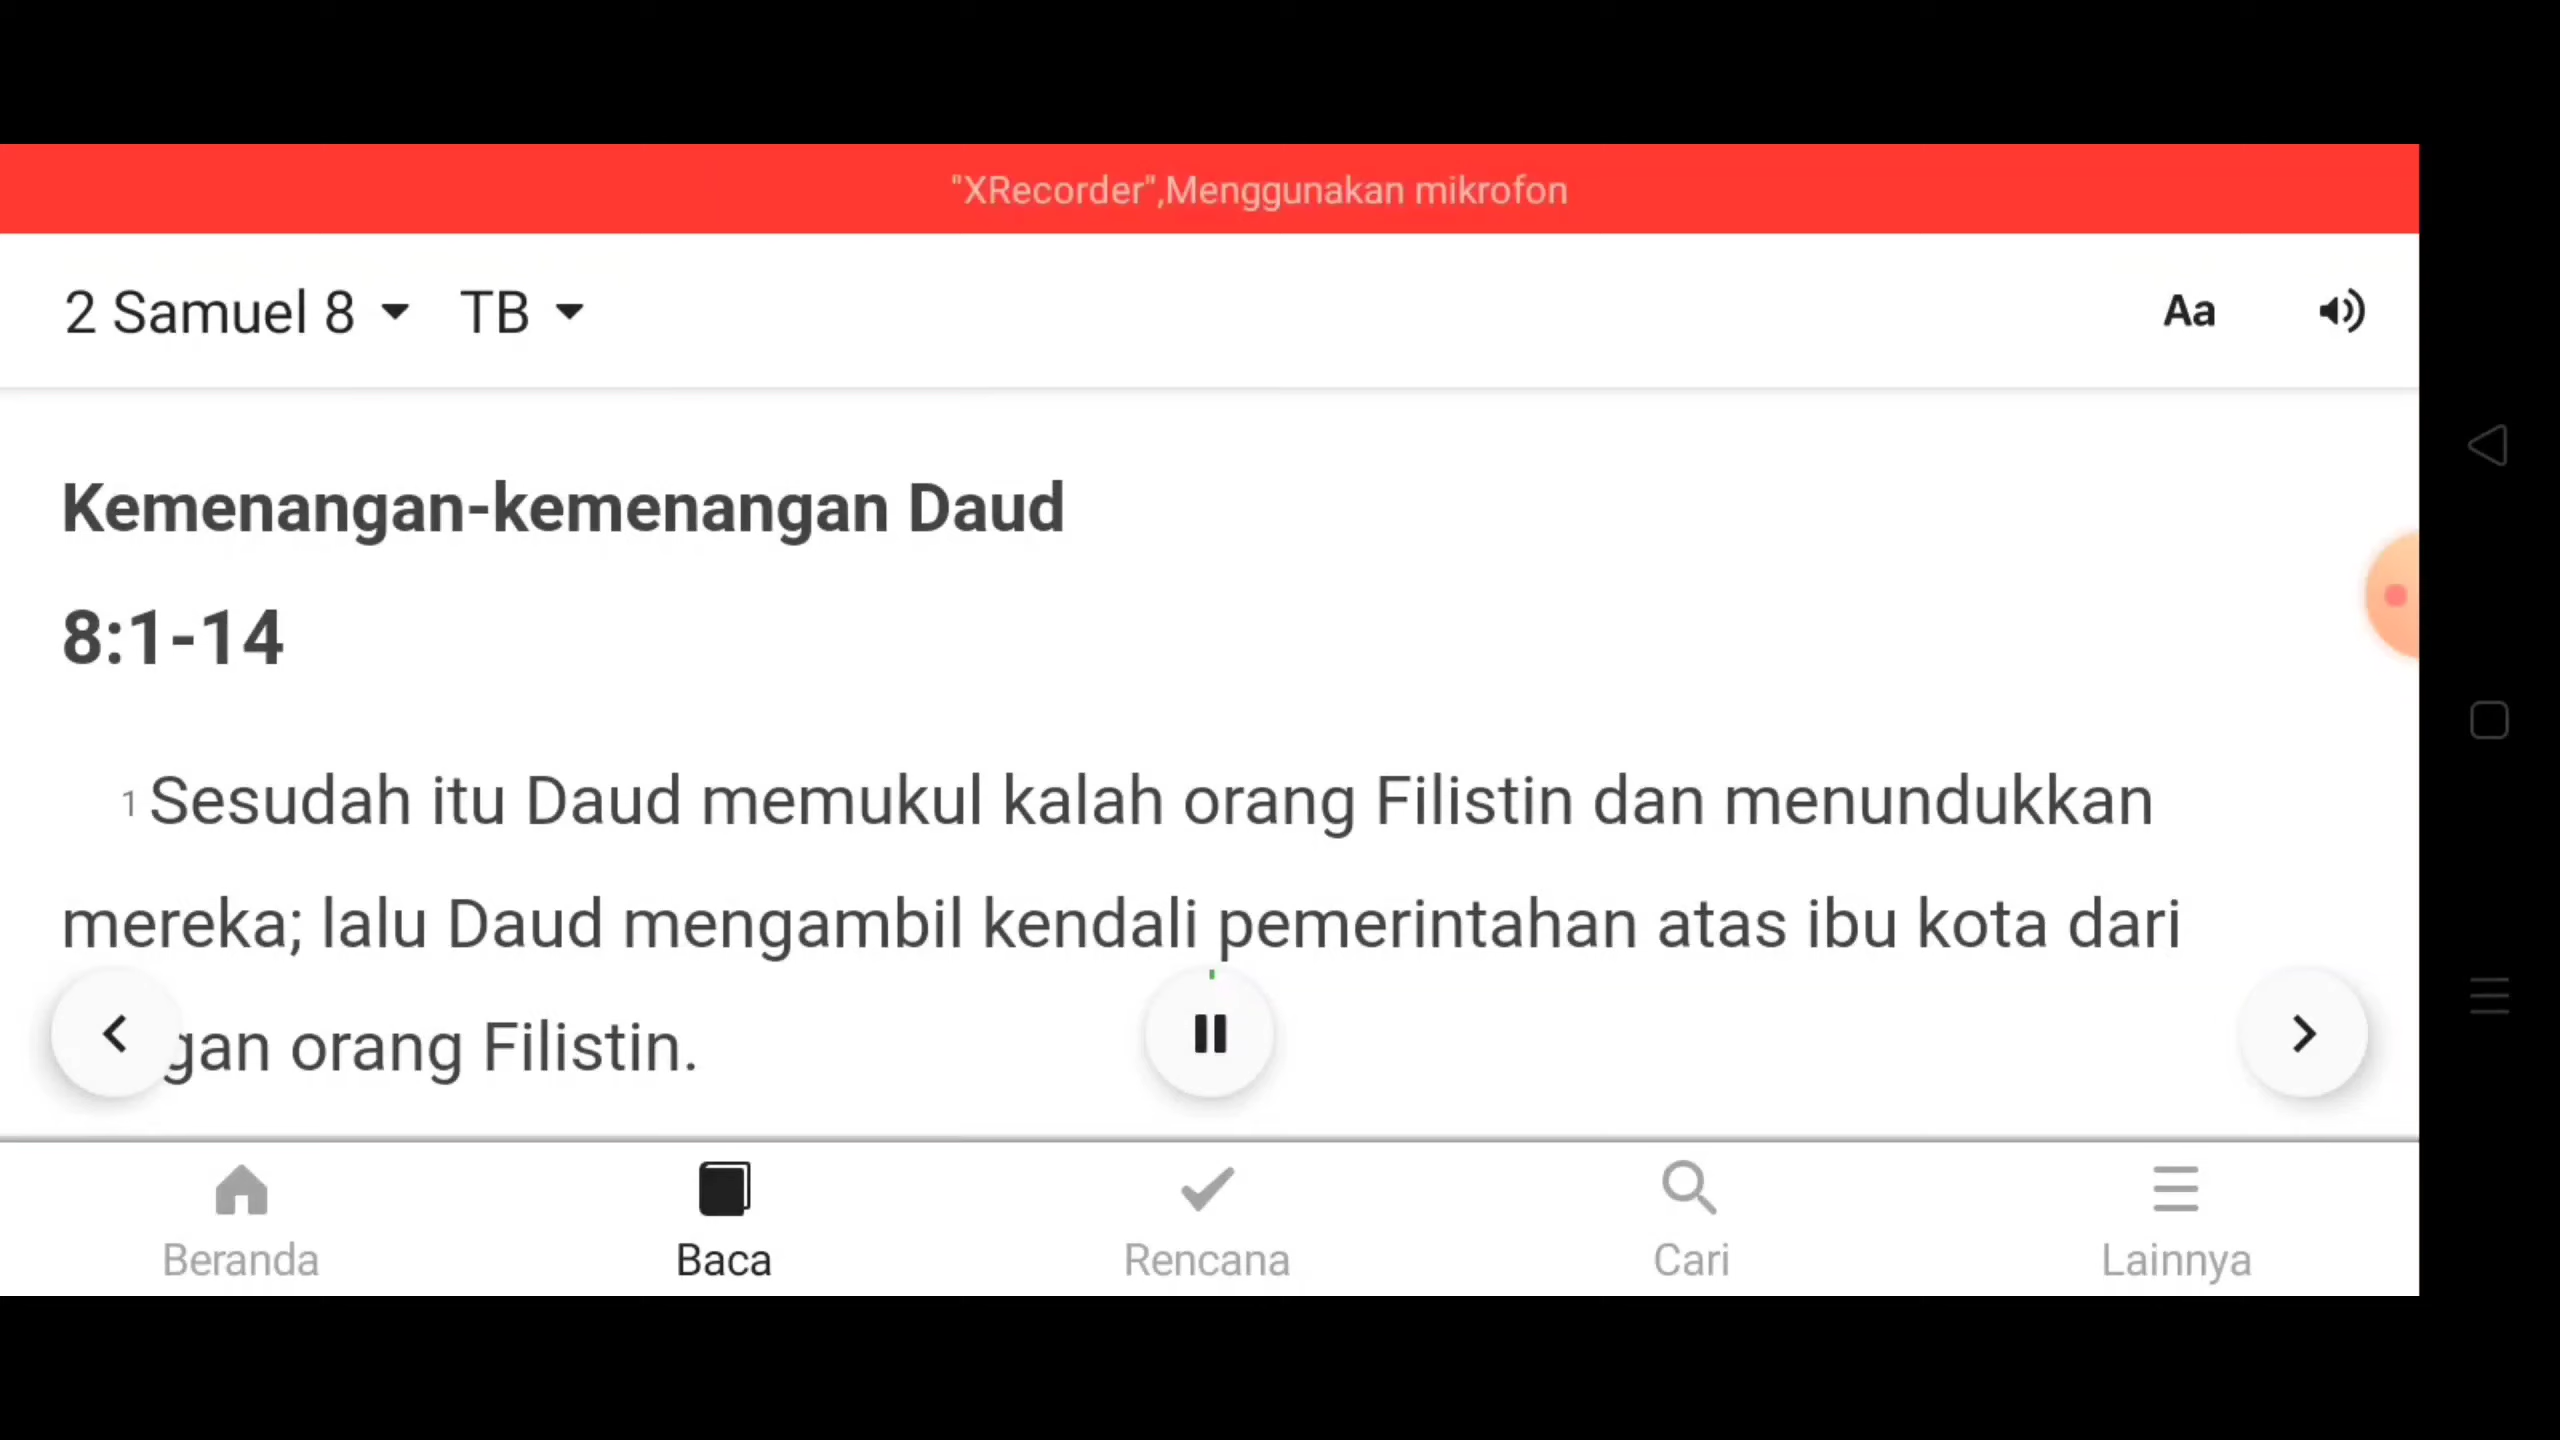 "XRecorder",Menggunakan mikrofon
2 Samuel 8 TB Aa
Kemenangan-kemenangan Daud
8:1-14
1 Sesudah itu Daud memukul kalah orang Filistin dan menundukkan
mereka; lalu Daud mengambil kendali pemerintahan atas ibu kota dari
orang Filistin.
Beranda Baca Rencana Cari Lainnya